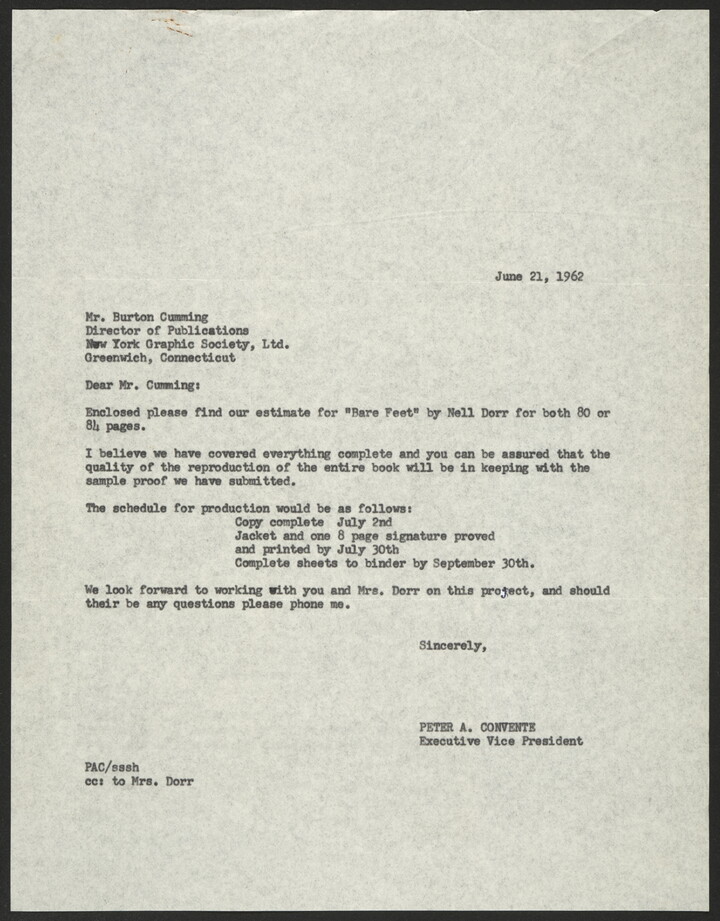 June 21, 1962
Mr. Burton Cumming
Director of Publications
New York Graphic Society, Ltd.
Greenwich, Connecticut
Dear Mr. Cumming:
Enclosed please find our estimate for "Bare Feet" by Nell Dorr for both 80 or
84 pages.
I believe we have covered everything complete and you can be assured that the
quality of the reproduction of the entire book will be in keeping with the
sample proof we have submitted.
The schedule for production would be as follows:
Copy complete July 2nd
Jacket and one 8 page signature proved
and printed by July 30th
Complete sheets to binder by September 30th.
We look forward to working with you and Mrs. Dorr on this project, and should
their be any questions please phone me.
Sincerely,
PETER A. CONVENTE
Executive Vice President
PAC/sssh
cc: to Mrs. Dorr